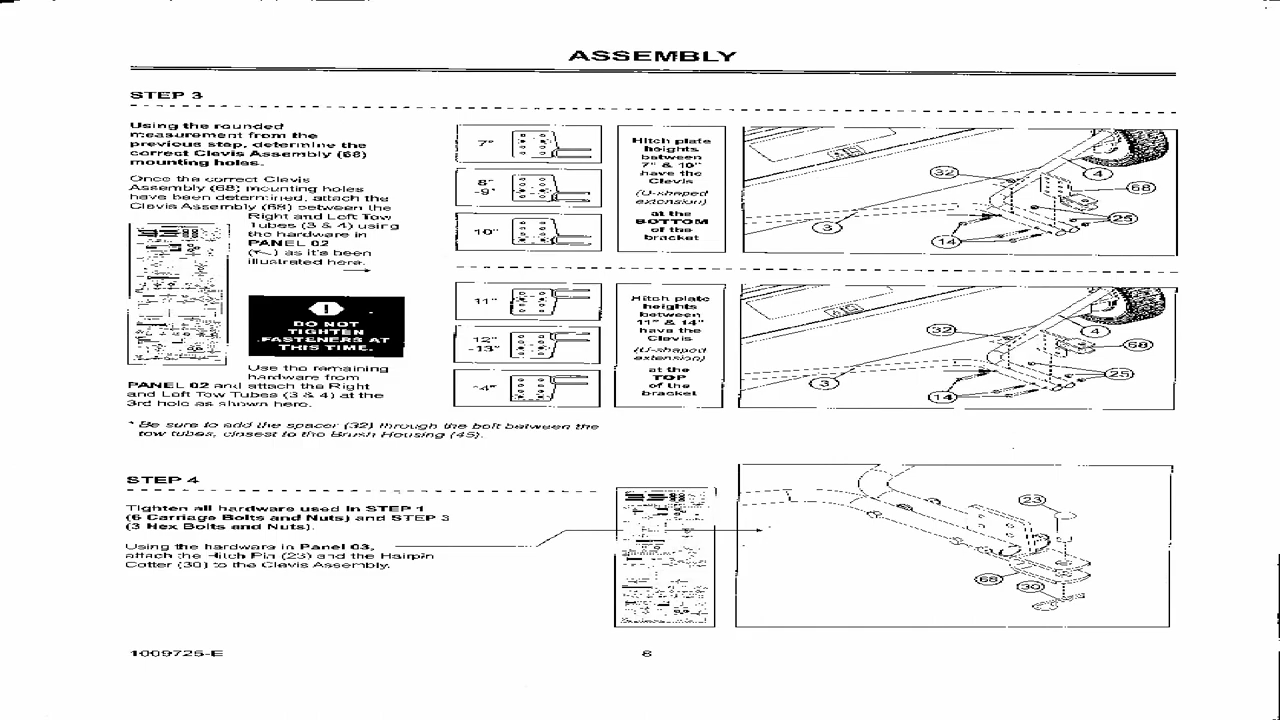 ASSEMBLY
STEP 3
Using the rounded
measurement from the
previous step, determine the
correct Clevis Assembly (68)
mounting holes.
Once the correct Clevis
Assembly (68) mounting holes
have been determined, attach the
Clevis Assembly (68) between the
Right and Left Tow
Tubes (3 & 4) using
the hardware in
PANEL 02
( ) as it's been
illustrated here.
!
DO NOT
TIGHTEN
FASTENERS AT
THIS TIME.
Use the remaining
hardware from
PANEL 02 and attach the Right
and Left Tow Tubes (3 & 4) at the
3rd hole as shown here.
* Be sure to add the spacer (32) through the bolt between the
tow tubes, closest to the Brush Housing (45).
7"
8"
-9"
10"
Hitch plate
heights
between
7" & 10"
have the
Clevis
(U-shaped
extension)
at the
BOTTOM
of the
bracket
32
4
68
3
25
14
11"
12"
-13"
Hitch plate
heights
between
11" & 14"
have the
Clevis
(U-shaped
extension)
at the
TOP
of the
bracket
32
4
68
3
25
14
STEP 4
Tighten all hardware used in STEP 1
(6 Carriage Bolts and Nuts) and STEP 3
(3 Hex Bolts and Nuts).
Using the hardware in Panel 03,
attach the Hitch Pin (23) and the Hairpin
Cotter (30) to the Clevis Assembly.
23
68
30
1009725-E